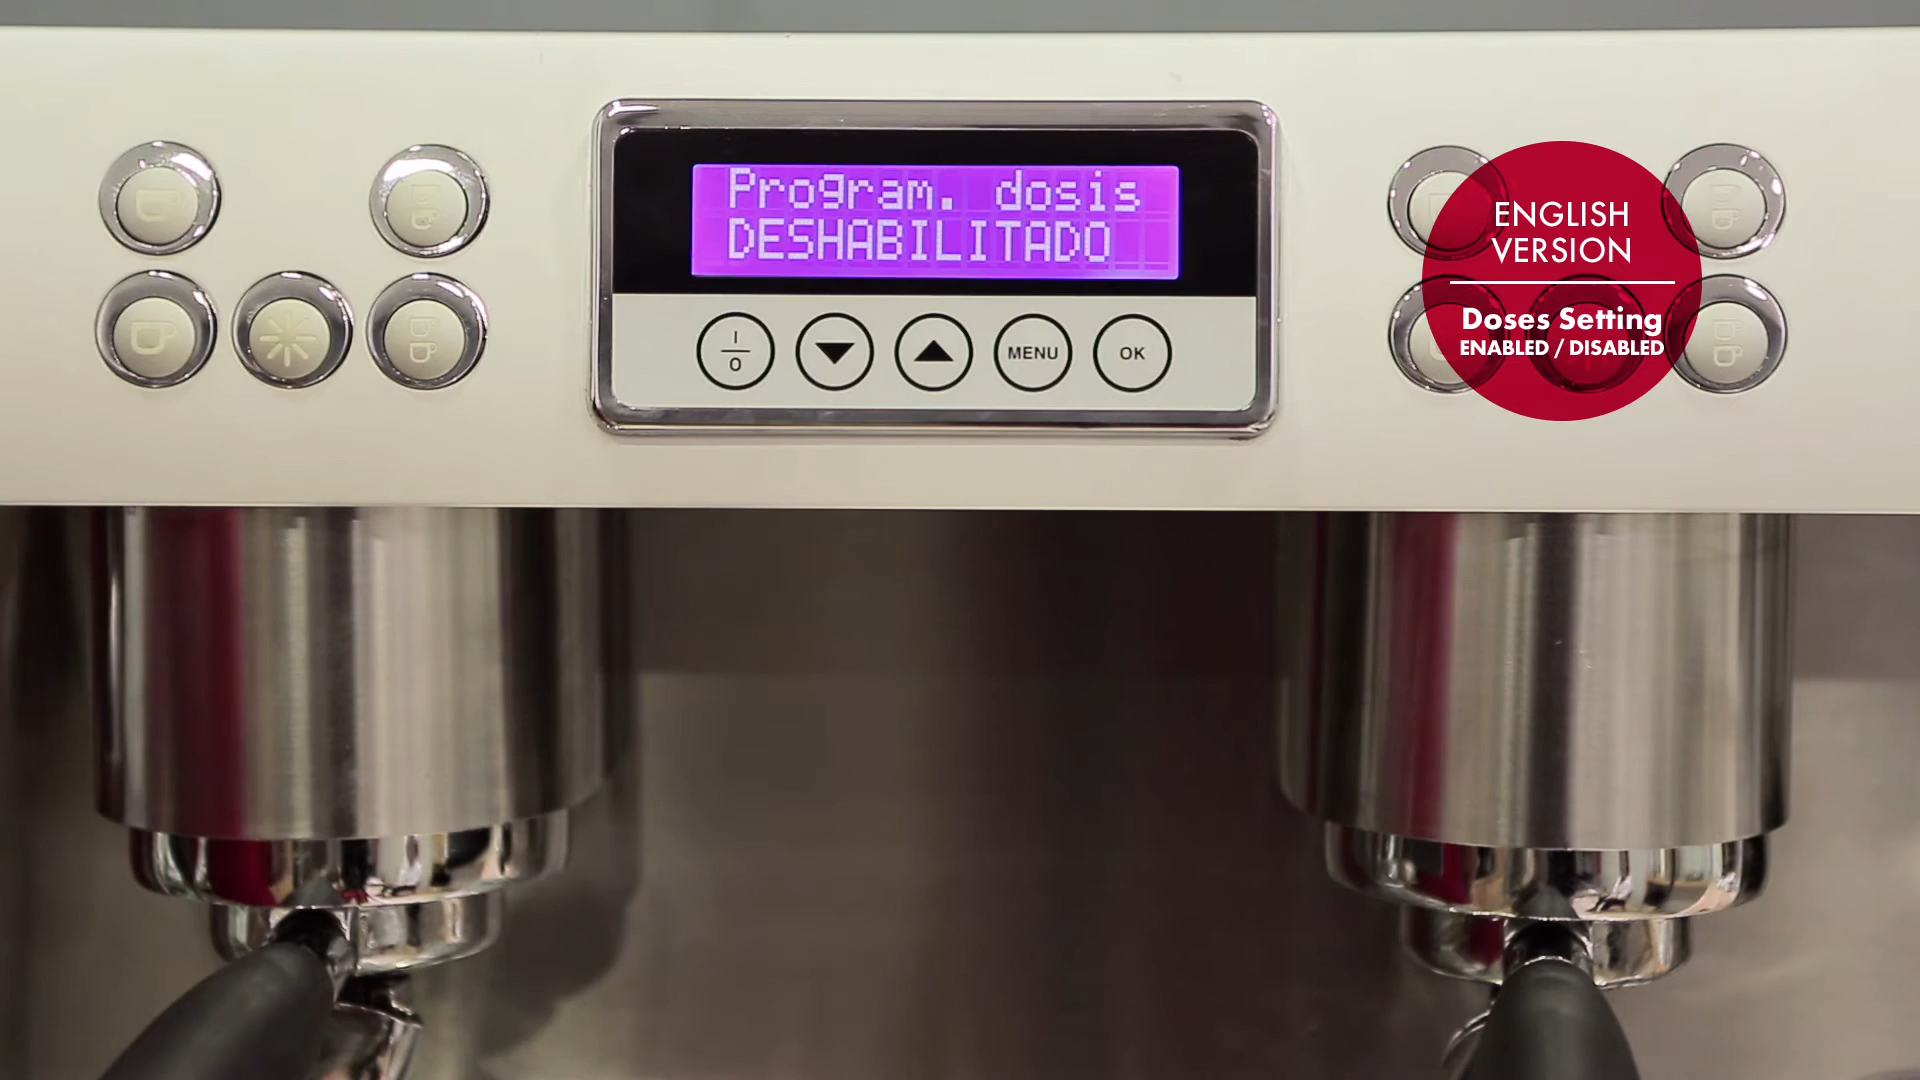 Program. dosis
DESHABILITADO
I
0
MENU
OK
ENGLISH
VERSION
Doses Setting
ENABLED / DISABLED